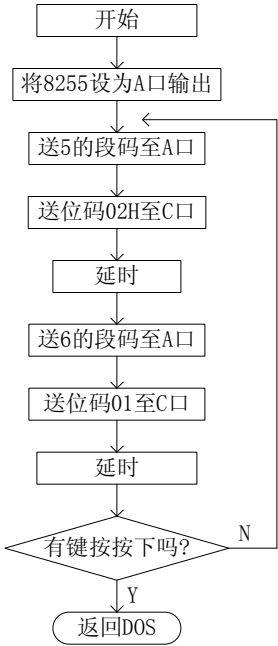 开始
将8255设为A口输出
送5的段码至A口
送位码02H至C口
延时
送6的段码至A口
送位码01至C口
延时
有键按按下吗?
N
Y
返回DOS